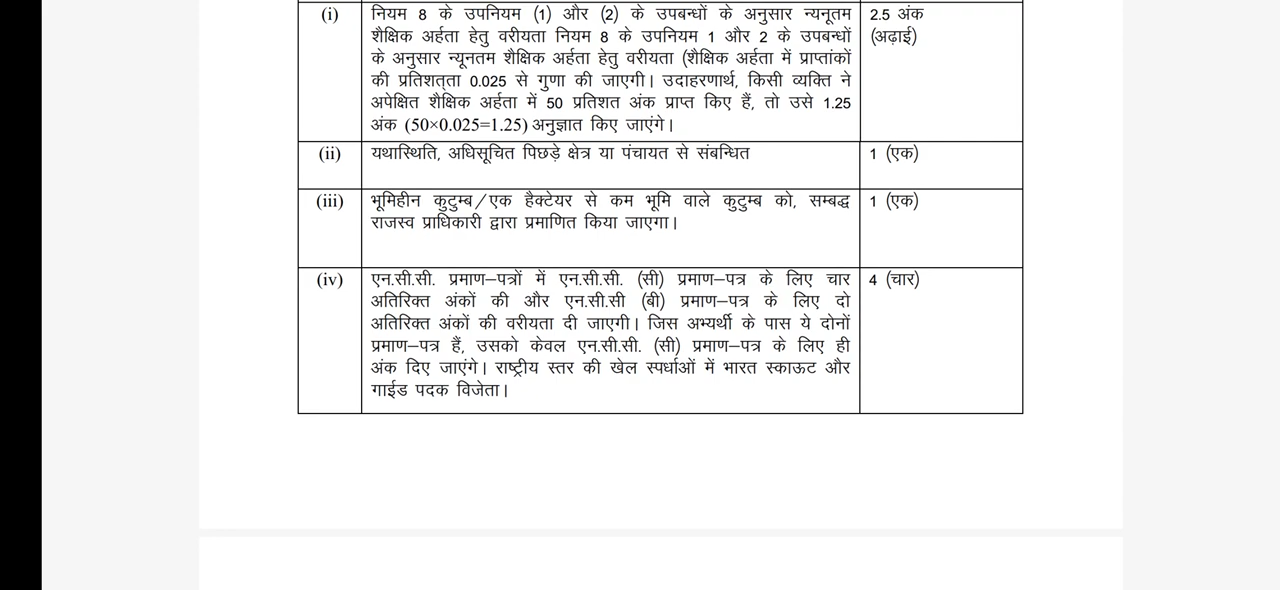 (i) नियम 8 के उपनियम (1) और (2) के उपबन्धों के अनुसार न्यनूतम 2.5 अंक
शैक्षिक अर्हता हेतु वरीयता नियम 8 के उपनियम 1 और 2 के उपबन्धों (अढ़ाई)
के अनुसार न्यूनतम शैक्षिक अर्हता हेतु वरीयता (शैक्षिक अर्हता में प्राप्तांकों
की प्रतिशत्ता 0.025 से गुणा की जाएगी। उदाहरणार्थ, किसी व्यक्ति ने
अपेक्षित शैक्षिक अर्हता में 50 प्रतिशत अंक प्राप्त किए हैं, तो उसे 1.25
अंक (50×0.025=1.25) अनुज्ञात किए जाएंगे।
(ii) यथास्थिति, अधिसूचित पिछड़े क्षेत्र या पंचायत से संबन्धित 1 (एक)
(iii) भूमिहीन कुटुम्ब/एक हैक्टेयर से कम भूमि वाले कुटुम्ब को, सम्बद्ध 1 (एक)
राजस्व प्राधिकारी द्वारा प्रमाणित किया जाएगा।
(iv) एन.सी.सी. प्रमाण–पत्रों में एन.सी.सी. (सी) प्रमाण–पत्र के लिए चार 4 (चार)
अतिरिक्त अंकों की और एन.सी.सी (बी) प्रमाण–पत्र के लिए दो
अतिरिक्त अंकों की वरीयता दी जाएगी। जिस अभ्यर्थी के पास ये दोनों
प्रमाण–पत्र हैं, उसको केवल एन.सी.सी. (सी) प्रमाण–पत्र के लिए ही
अंक दिए जाएंगे। राष्ट्रीय स्तर की खेल स्पर्धाओं में भारत स्काऊट और
गाईड पदक विजेता।